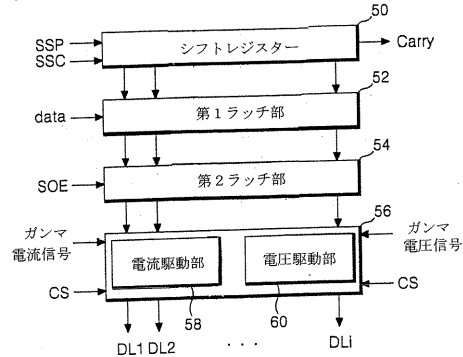 50
SSP
SSC
シフトレジスター
Carry
52
data
第1ラッチ部
54
SOE
第2ラッチ部
56
ガンマ
電流信号
ガンマ
電圧信号
電流駆動部
電圧駆動部
CS
CS
58
60
DL1 DL2 . . . DLi